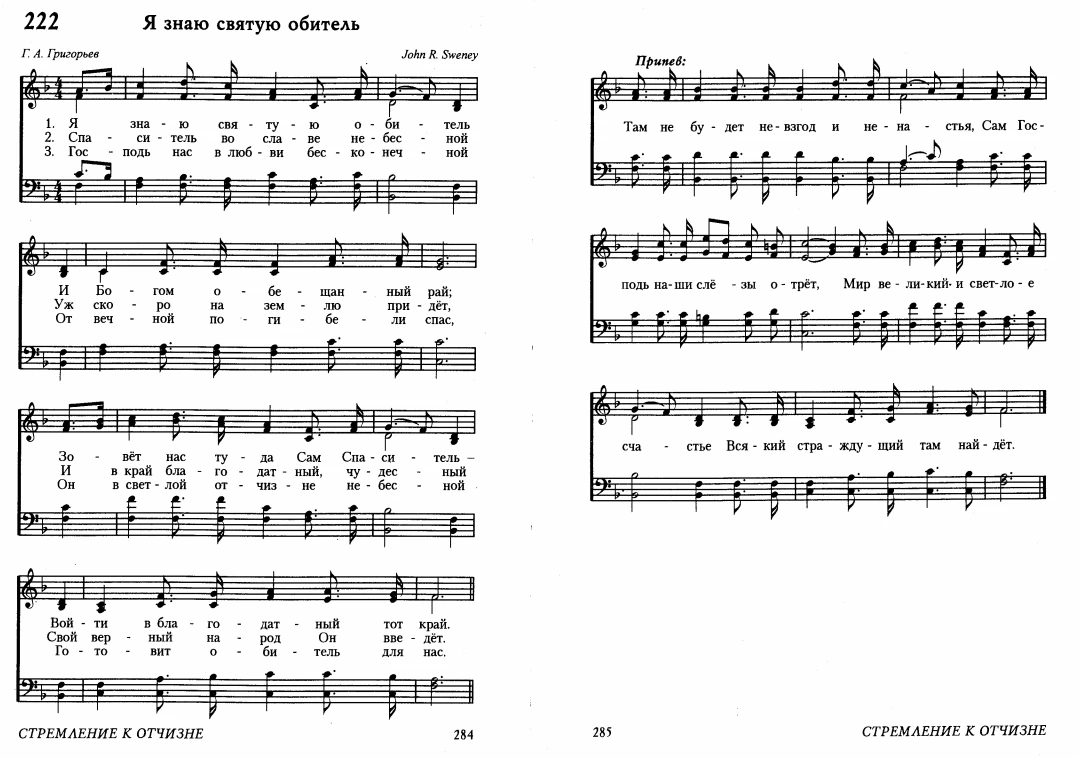 222
Я знаю святую обитель
Г. А. Григорьев
John R. Sweney
1. Я зна - ю свя - ту - ю о - би - тель
2. Спа - си - тель во сла - ве не - бес - ной
3. Гос - подь нас в люб - ви бес - ко - неч - ной
И Бо - гом о - бе - щан - ный рай;
Уж ско - ро на зем - лю при - дёт,
От веч - ной по - ги - бе - ли спас,
Зо - вёт нас ту - да Сам Спа - си - тель –
И в край бла - го - дат - ный, чу - дес - ный
Он в свет - лой от - чиз - не не - бес - ной
Вой - ти в бла - го - дат - ный тот край.
Свой вер - ный на - род Он вве - дёт.
Го - то - вит о - би - тель для нас.
СТРЕМЛЕНИЕ К ОТЧИЗНЕ
284
Припев:
Там не бу - дет не - взгод и не - на - стья, Сам Гос -
подь на - ши слё - зы о - трёт, Мир ве - ли - кий и свет - ло - е
сча - стье Вся - кий стра - жду - щий там най - дёт.
285
СТРЕМЛЕНИЕ К ОТЧИЗНЕ